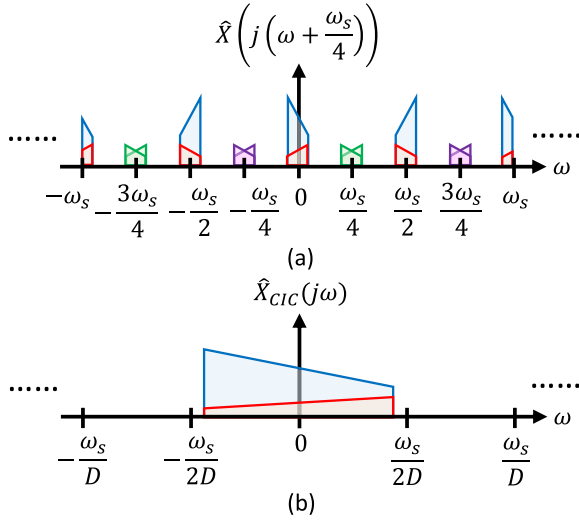 X̂(j(ω + ω_s/4))
...... ......
−ω_s −3ω_s/4 −ω_s/2 −ω_s/4 0 ω_s/4 ω_s/2 3ω_s/4 ω_s ω
(a)
X̂_CIC(jω)
...... ......
−ω_s/D −ω_s/2D 0 ω_s/2D ω_s/D ω
(b)